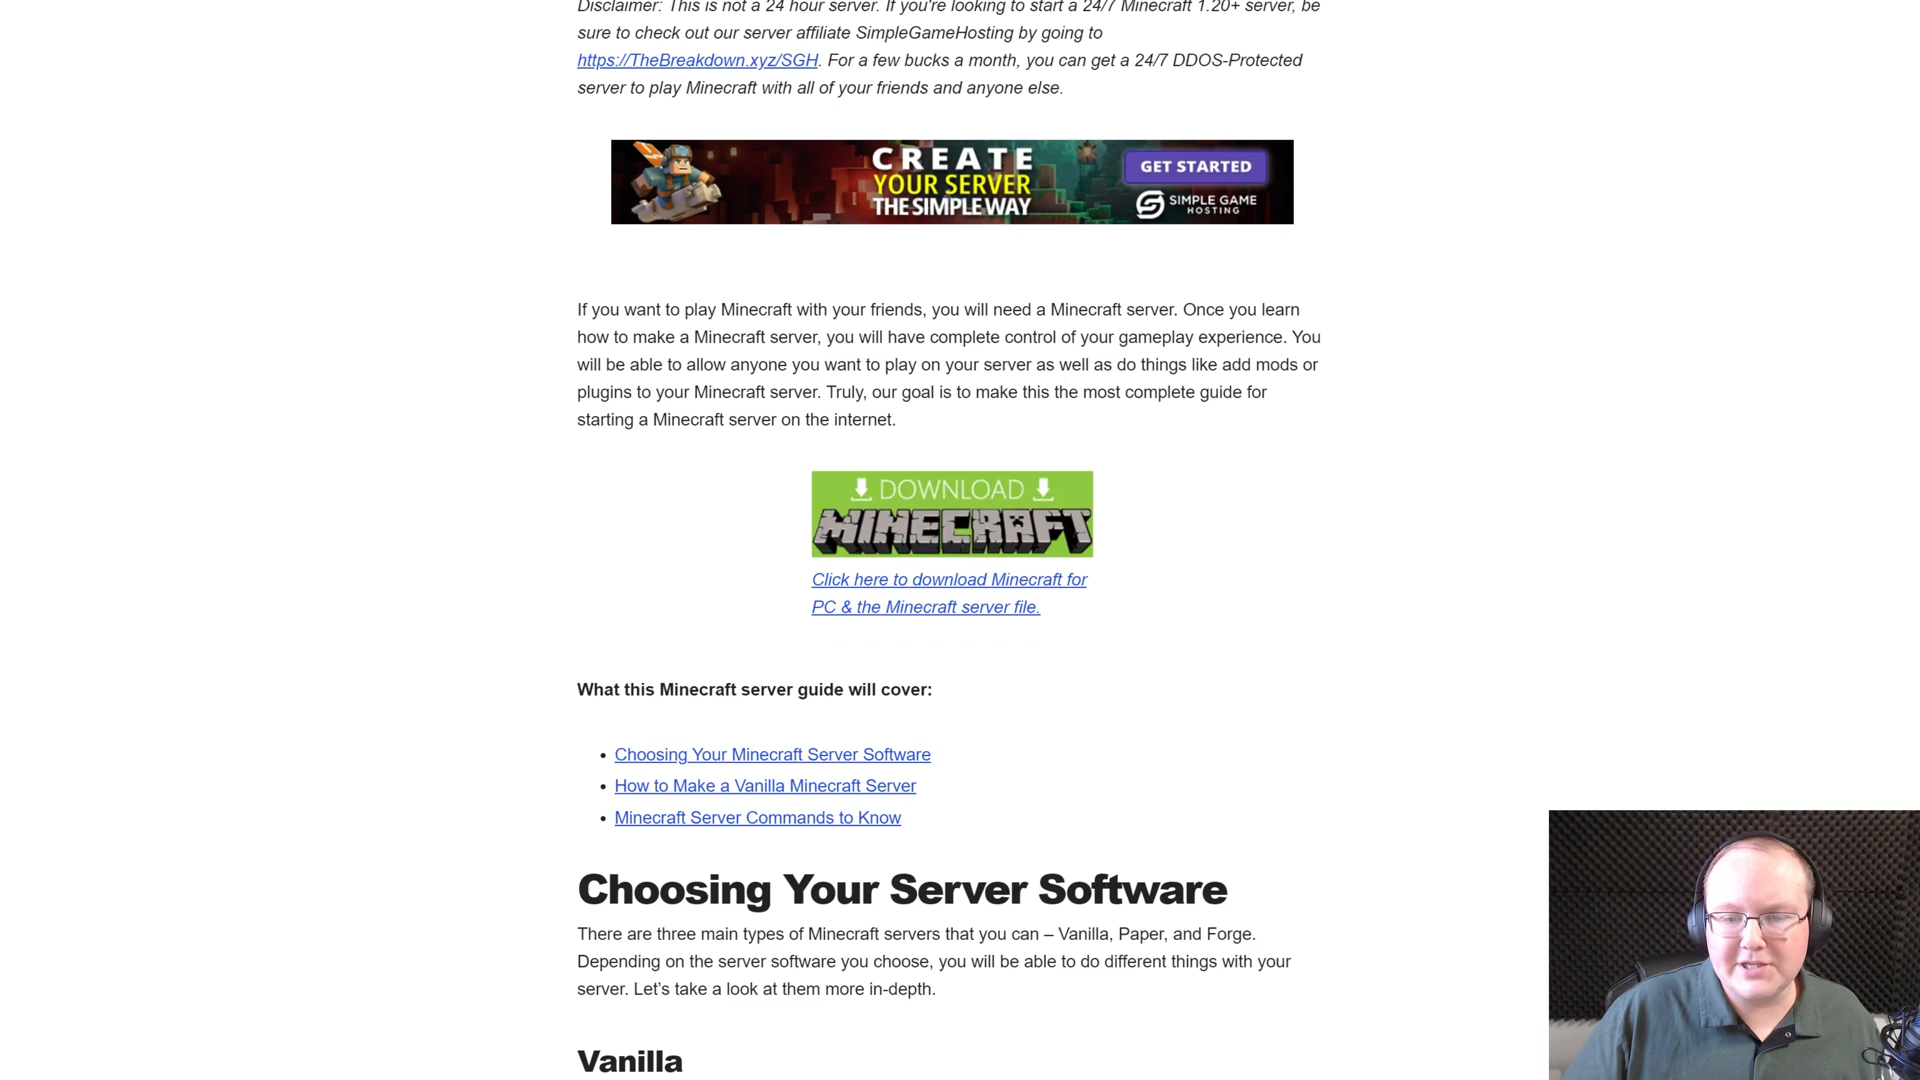 Disclaimer: This is not a 24 hour server. If you're looking to start a 24/7 Minecraft 1.20+ server, be
sure to check out our server affiliate SimpleGameHosting by going to
https://TheBreakdown.xyz/SGH. For a few bucks a month, you can get a 24/7 DDOS-Protected
server to play Minecraft with all of your friends and anyone else.
CREATE
YOUR SERVER
THE SIMPLE WAY
GET STARTED
SIMPLE GAME
HOSTING
If you want to play Minecraft with your friends, you will need a Minecraft server. Once you learn
how to make a Minecraft server, you will have complete control of your gameplay experience. You
will be able to allow anyone you want to play on your server as well as do things like add mods or
plugins to your Minecraft server. Truly, our goal is to make this the most complete guide for
starting a Minecraft server on the internet.
DOWNLOAD
MINECRAFT
Click here to download Minecraft for
PC & the Minecraft server file.
What this Minecraft server guide will cover:
• Choosing Your Minecraft Server Software
• How to Make a Vanilla Minecraft Server
• Minecraft Server Commands to Know
Choosing Your Server Software
There are three main types of Minecraft servers that you can – Vanilla, Paper, and Forge.
Depending on the server software you choose, you will be able to do different things with your
server. Let’s take a look at them more in-depth.
Vanilla